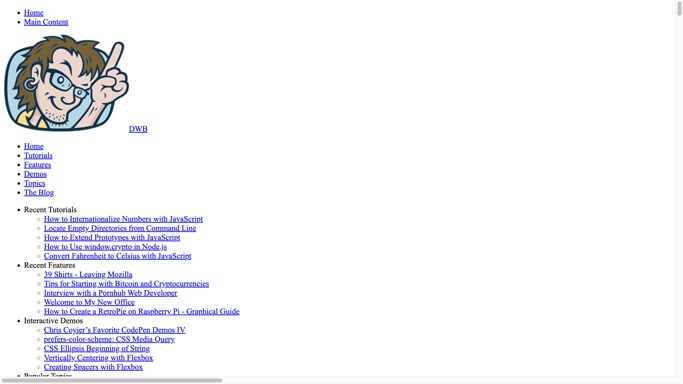 Home
Main Content
DWB
Home
Tutorials
Features
Demos
Topics
The Blog
Recent Tutorials
How to Internationalize Numbers with JavaScript
Locate Empty Directories from Command Line
How to Extend Prototypes with JavaScript
How to Use window.crypto in Node.js
Convert Fahrenheit to Celsius with JavaScript
Recent Features
39 Shirts - Leaving Mozilla
Tips for Starting with Bitcoin and Cryptocurrencies
Interview with a Pornhub Web Developer
Welcome to My New Office
How to Create a RetroPie on Raspberry Pi - Graphical Guide
Interactive Demos
Chris Coyier’s Favorite CodePen Demos IV
prefers-color-scheme: CSS Media Query
CSS Ellipsis Beginning of String
Vertically Centering with Flexbox
Creating Spacers with Flexbox
Popular Topics